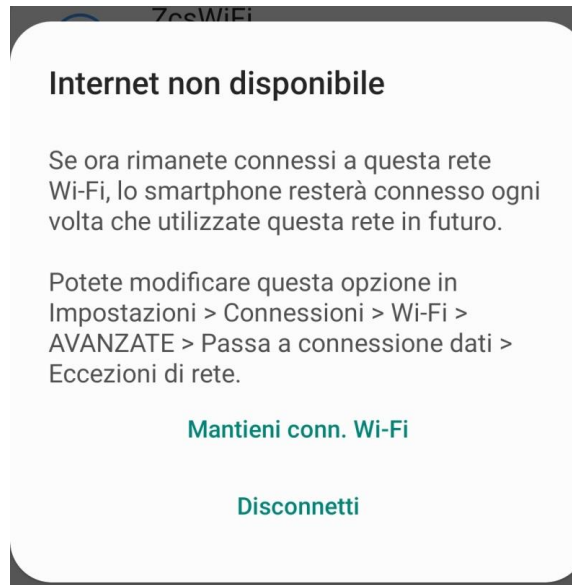 ZcsWiFi
Internet non disponibile
Se ora rimanete connessi a questa rete
Wi-Fi, lo smartphone resterà connesso ogni
volta che utilizzate questa rete in futuro.
Potete modificare questa opzione in
Impostazioni > Connessioni > Wi-Fi >
AVANZATE > Passa a connessione dati >
Eccezioni di rete.
Mantieni conn. Wi-Fi
Disconnetti